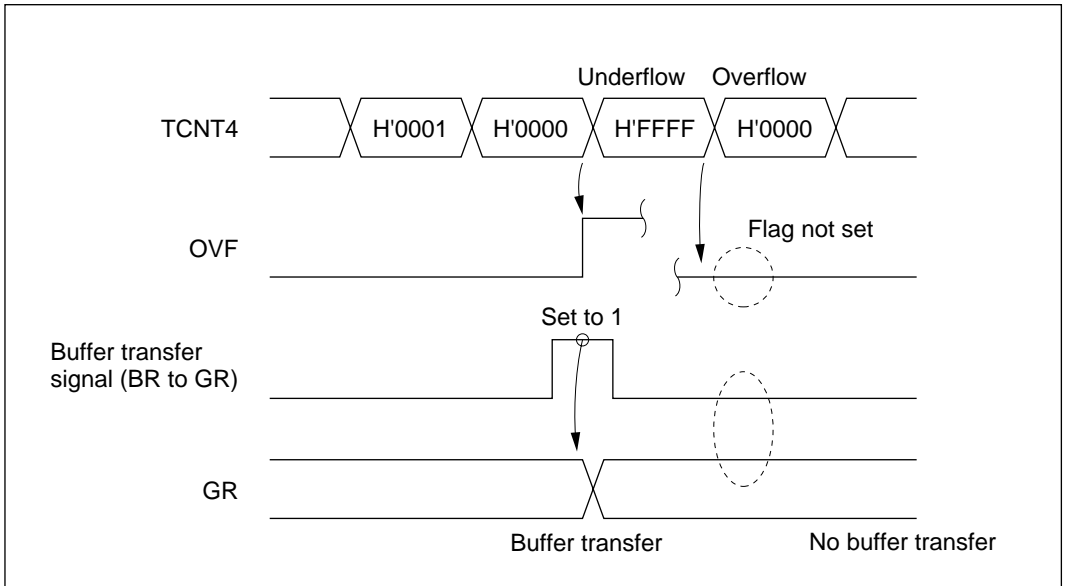 Underflow Overflow
TCNT4 H'0001 H'0000 H'FFFF H'0000
OVF
Flag not set
Set to 1
Buffer transfer
signal (BR to GR)
GR
Buffer transfer
No buffer transfer